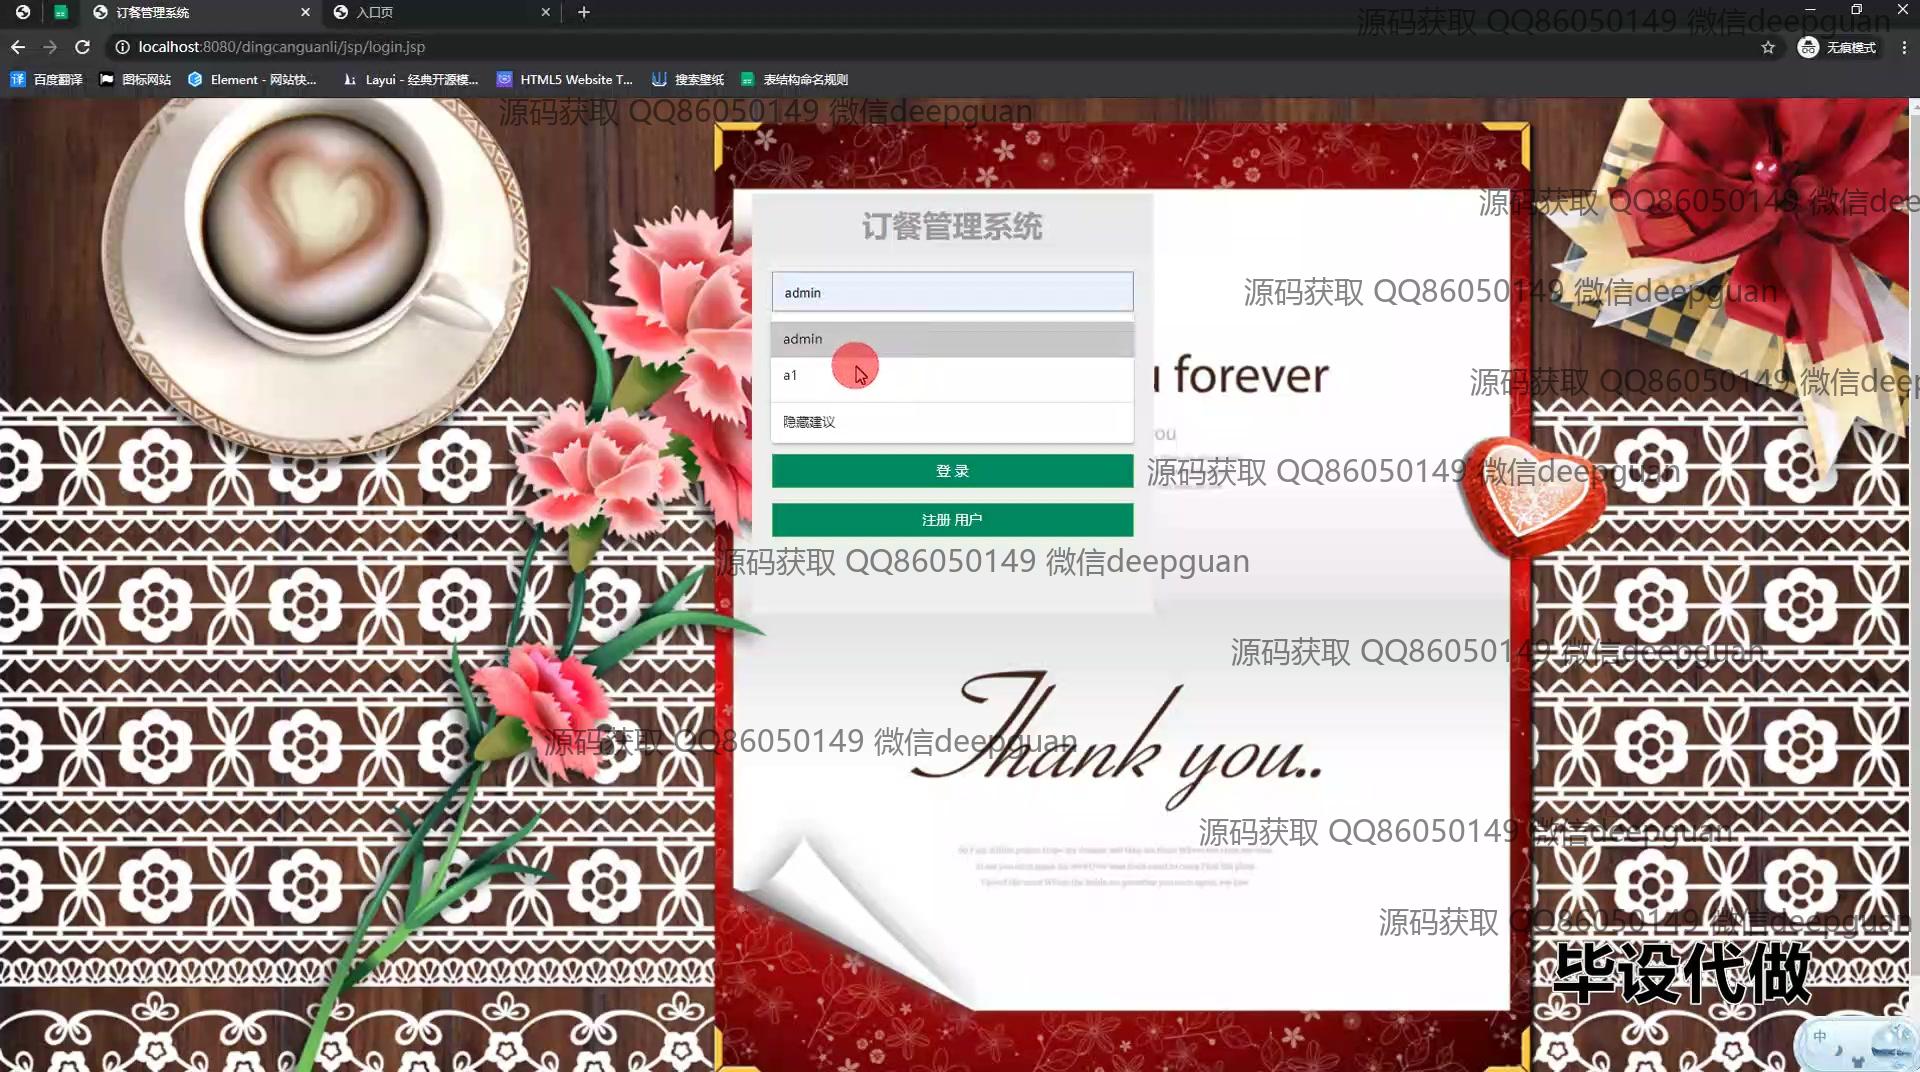 订餐管理系统
入口页
源码获取 QQ86050149 微信deepguan
localhost:8080/dingcanguanli/jsp/login.jsp
无痕模式
译 百度翻译
图标网站
Element - 网站快...
Layui - 经典开源模...
HTML5 Website T...
搜索壁纸
表结构命名规则
源码获取 QQ86050149 微信deepguan
源码获取 QQ86050149 微信deep
订餐管理系统
admin
源码获取 QQ86050149 微信deepguan
admin
a1
u forever
源码获取 QQ86050149 微信deep
隐藏建议
you
登 录
源码获取 QQ86050149 微信deepguan
注册 用户
源码获取 QQ86050149 微信deepguan
源码获取 QQ86050149 微信deepguan
源码获取 QQ86050149 微信deepguan
Thank you..
源码获取 QQ86050149 微信deepguan
源码获取 QQ86050149 微信deepguan
毕设代做
中